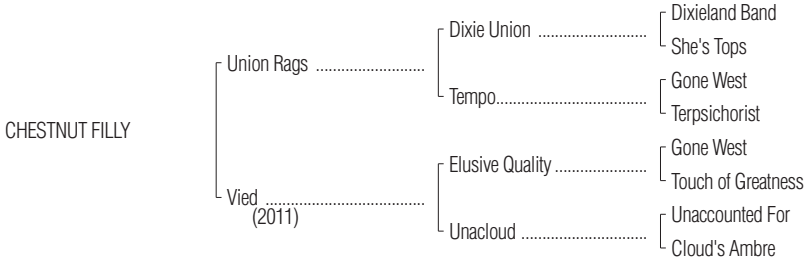 Dixieland Band
Dixie Union ..........................
She's Tops
Union Rags ..........................
Gone West
Tempo....................................
Terpsichorist
CHESTNUT FILLY
Gone West
Elusive Quality ......................
Touch of Greatness
Vied ......................................
(2011)
Unaccounted For
Unacloud ..............................
Cloud's Ambre